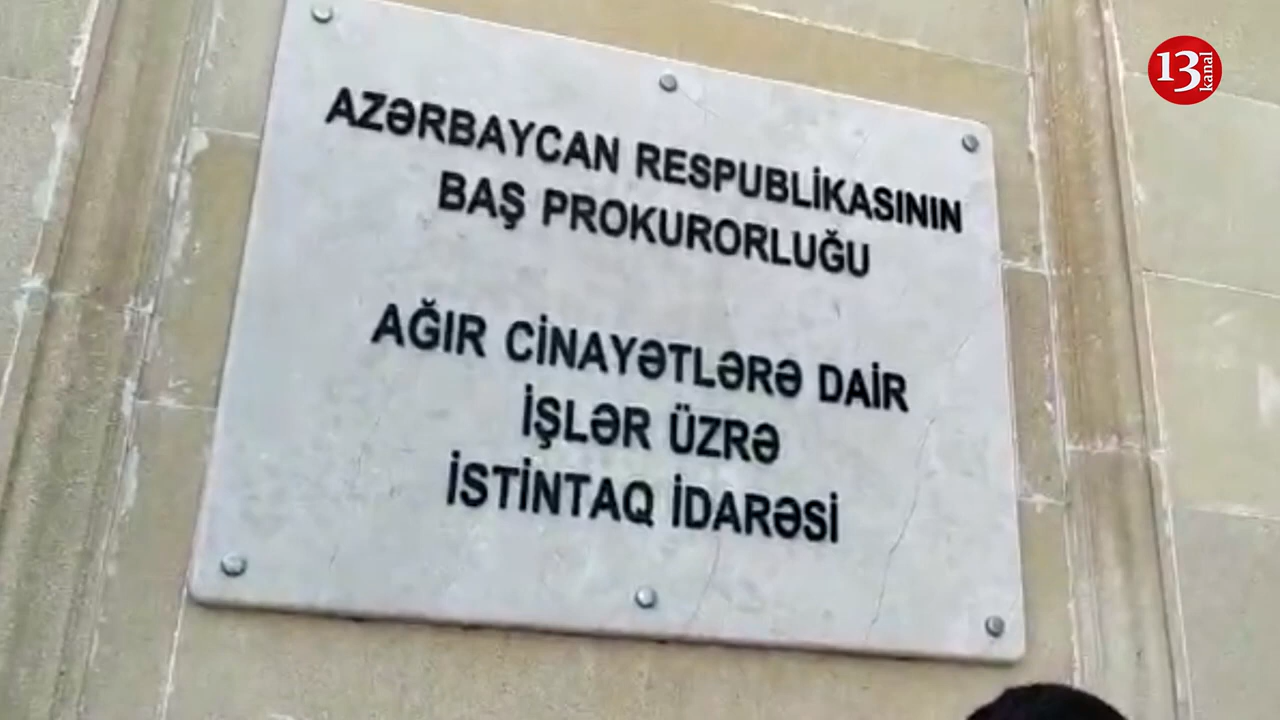 13
kanal
AZƏRBAYCAN RESPUBLİKASININ
BAŞ PROKURORLUĞU
AĞIR CİNAYƏTLƏRƏ DAİR
İŞLƏR ÜZRƏ
İSTİNTAQ İDARƏSİ